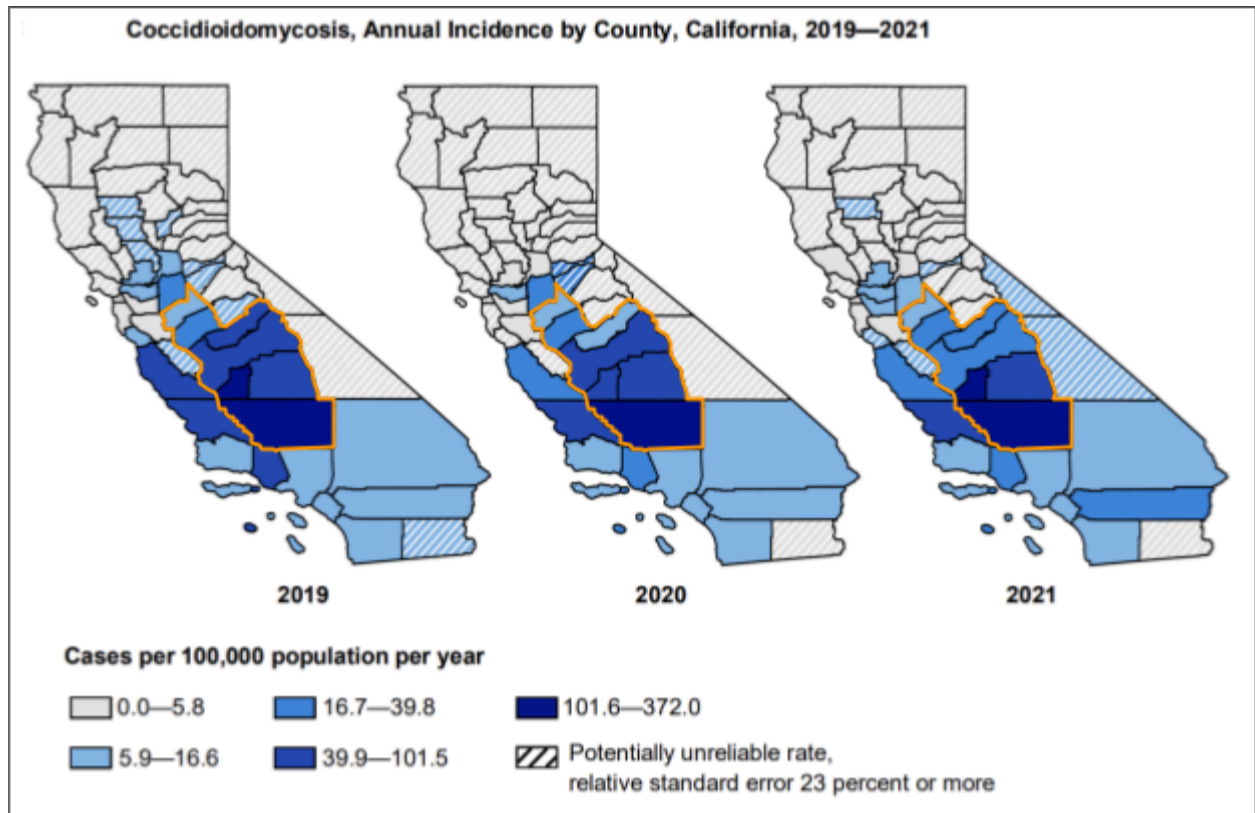 Coccidioidomycosis, Annual Incidence by County, California, 2019—2021
2019 2020 2021
Cases per 100,000 population per year
0.0—5.8 16.7—39.8 101.6—372.0
5.9—16.6 39.9—101.5 Potentially unreliable rate,
relative standard error 23 percent or more